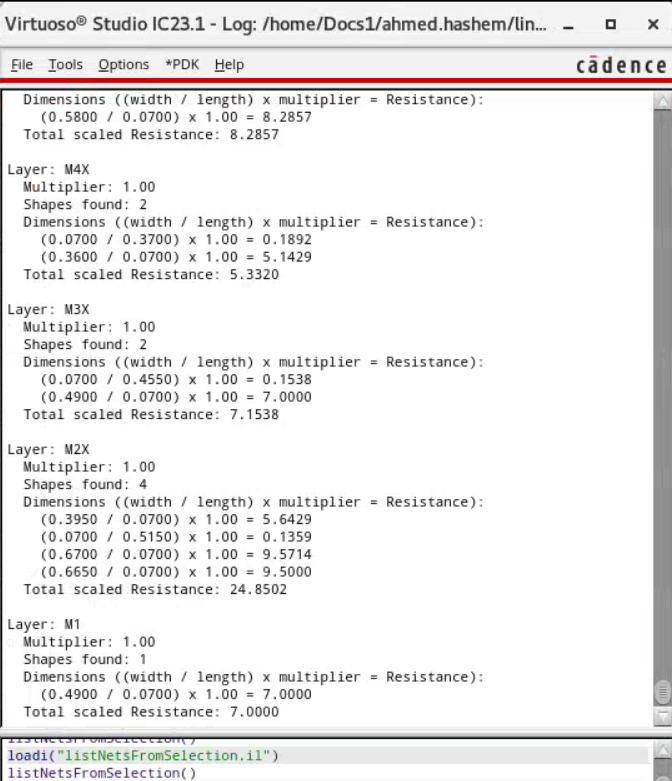 Virtuoso® Studio IC23.1 - Log: /home/Docs1/ahmed.hashem/lin...
File Tools Options *PDK Help
cādence
Dimensions ((width / length) x multiplier = Resistance):
(0.5800 / 0.0700) x 1.00 = 8.2857
Total scaled Resistance: 8.2857
Layer: M4X
Multiplier: 1.00
Shapes found: 2
Dimensions ((width / length) x multiplier = Resistance):
(0.0700 / 0.3700) x 1.00 = 0.1892
(0.3600 / 0.0700) x 1.00 = 5.1429
Total scaled Resistance: 5.3320
Layer: M3X
Multiplier: 1.00
Shapes found: 2
Dimensions ((width / length) x multiplier = Resistance):
(0.0700 / 0.4550) x 1.00 = 0.1538
(0.4900 / 0.0700) x 1.00 = 7.0000
Total scaled Resistance: 7.1538
Layer: M2X
Multiplier: 1.00
Shapes found: 4
Dimensions ((width / length) x multiplier = Resistance):
(0.3950 / 0.0700) x 1.00 = 5.6429
(0.0700 / 0.5150) x 1.00 = 0.1359
(0.6700 / 0.0700) x 1.00 = 9.5714
(0.6650 / 0.0700) x 1.00 = 9.5000
Total scaled Resistance: 24.8502
Layer: M1
Multiplier: 1.00
Shapes found: 1
Dimensions ((width / length) x multiplier = Resistance):
(0.4900 / 0.0700) x 1.00 = 7.0000
Total scaled Resistance: 7.0000
listNetsFromSelection()
loadi("listNetsFromSelection.il")
listNetsFromSelection()